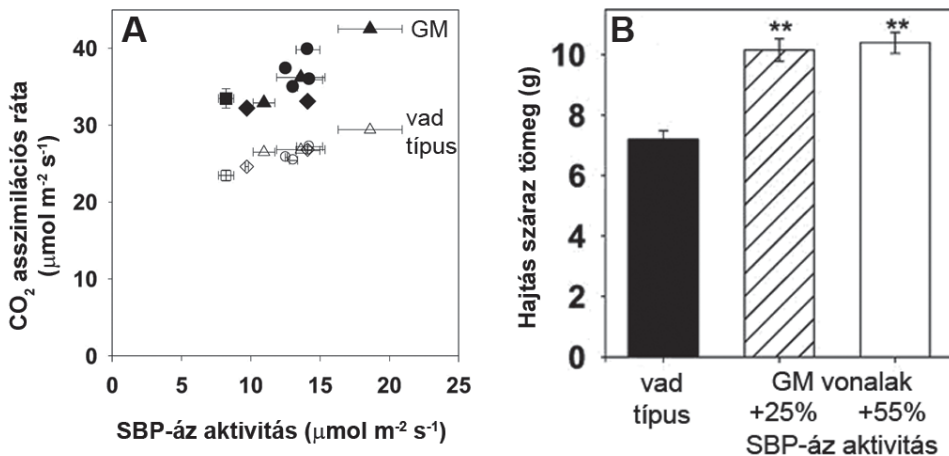 A
GM
vad
típus
40
30
20
10
0
0 5 10 15 20 25
CO₂ asszimilációs ráta
(µmol m⁻² s⁻¹)
SBP-áz aktivitás (µmol m⁻² s⁻¹)
B
** **
10
8
6
4
2
0
Hajtás száraz tömeg (g)
vad
típus
GM vonalak
+25% +55%
SBP-áz aktivitás